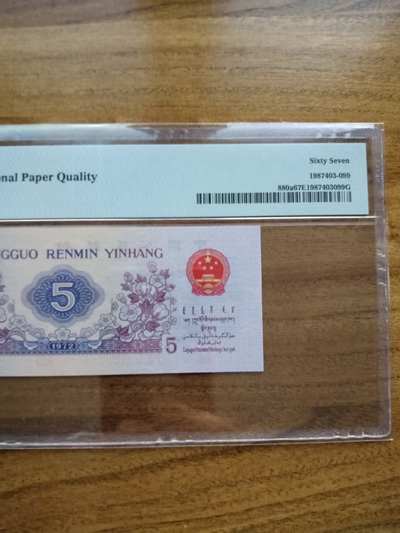 Sixty Seven
onal Paper Quality
1987403-099
880a67E1987403099G
GGUO RENMIN YINHANG
5
5
1972